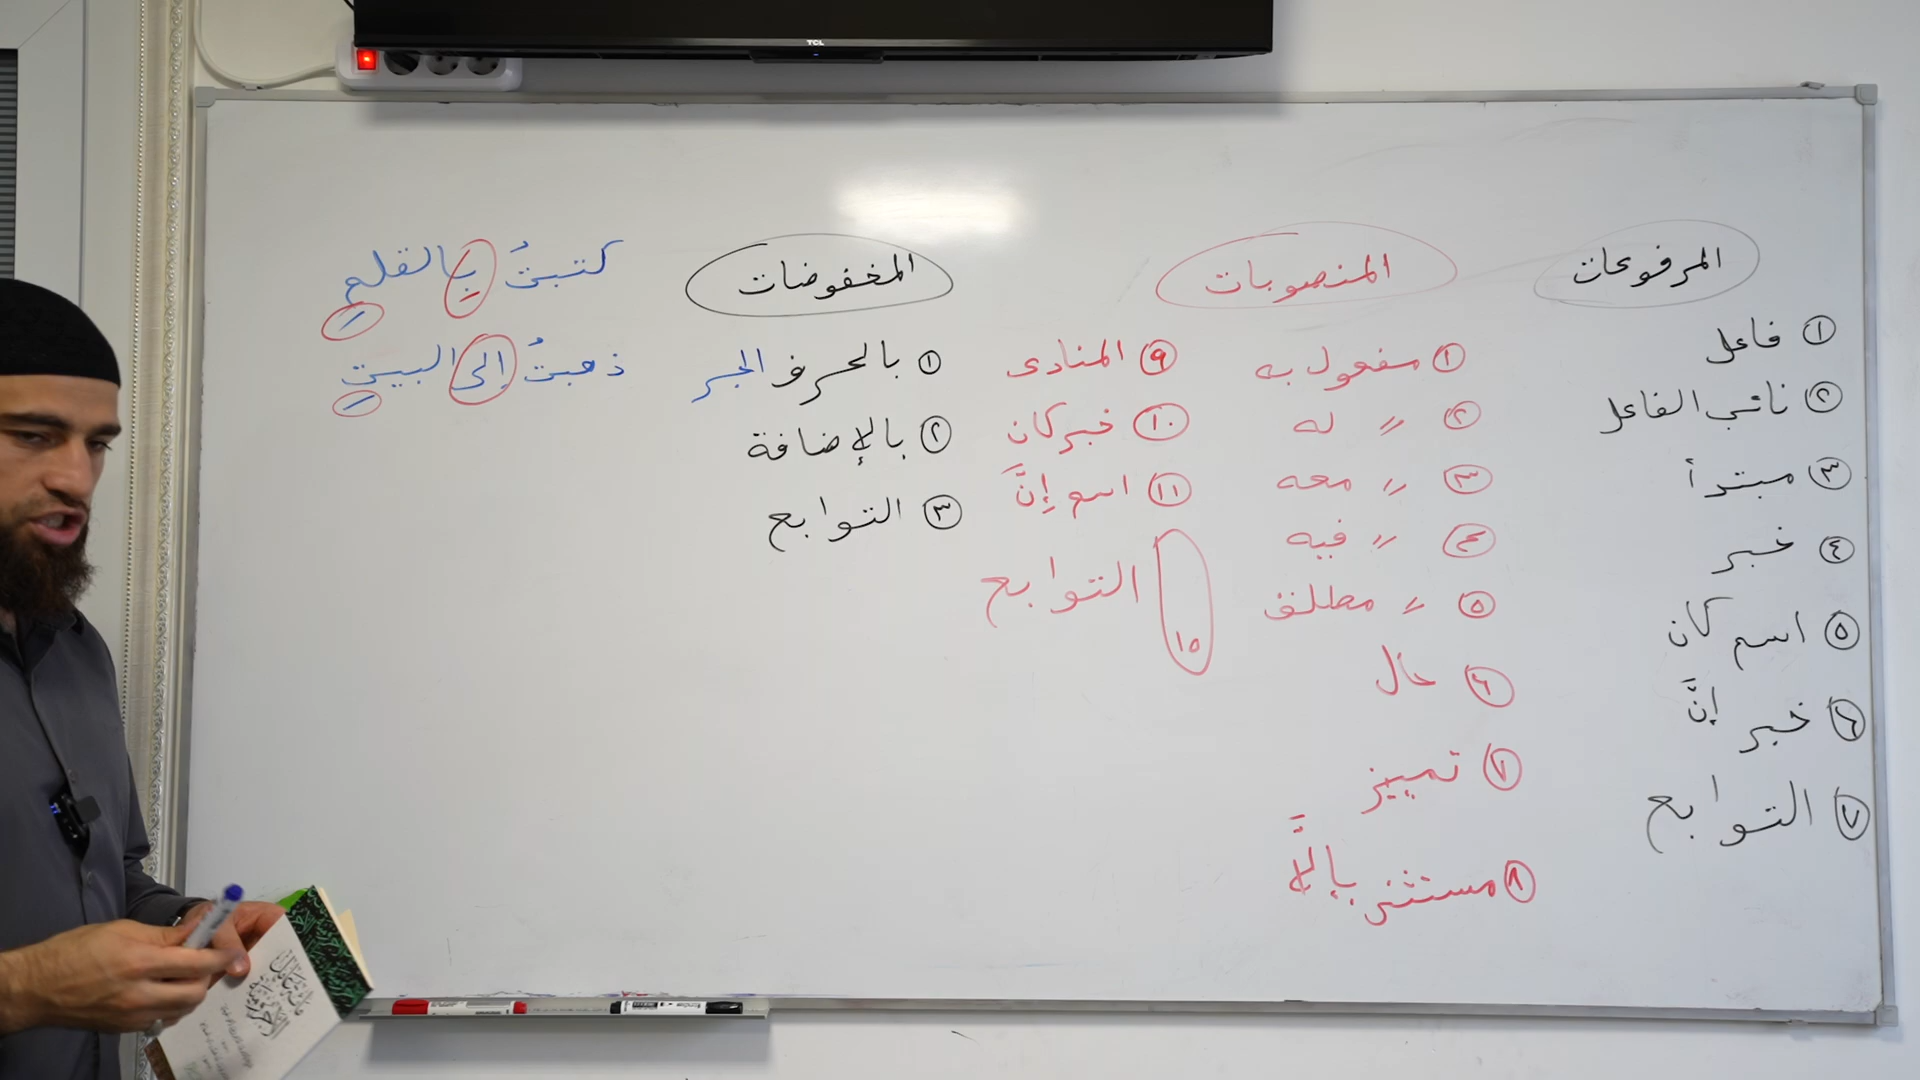 TCL
المرفوعات
١ فاعل
٢ نائب الفاعل
٣ مبتدأ
٤ خبر
٥ اسم كان
٦ خبر إنَّ
٧ التوابع
المنصوبات
١ مفعول به
٢ 〃 له
٣ 〃 معه
٤ 〃 فيه
٥ 〃 مطلق
٦ حال
٧ تمييز
٨ مستثنى بإلَّا
٩ المنادى
١٠ خبر كان
١١ اسم إنَّ
١٥ التوابع
المخفوضات
١ بالحرف الجر
٢ بالإضافة
٣ التوابع
كتبتُ بِالقلمِ
ذهبتُ إلى البيتِ